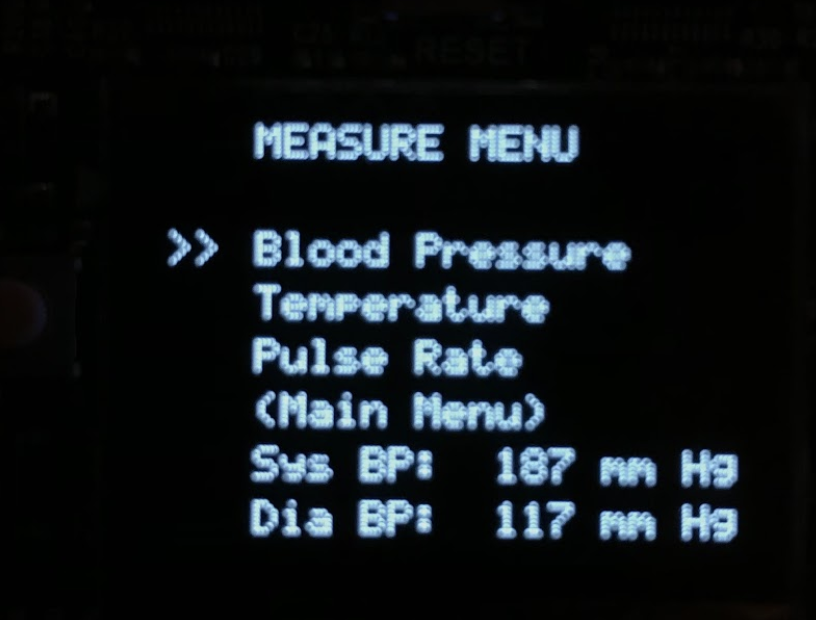 RESET
MEASURE MENU
>> Blood Pressure
Temperature
Pulse Rate
(Main Menu)
Sys BP: 187 mm Hg
Dia BP: 117 mm Hg